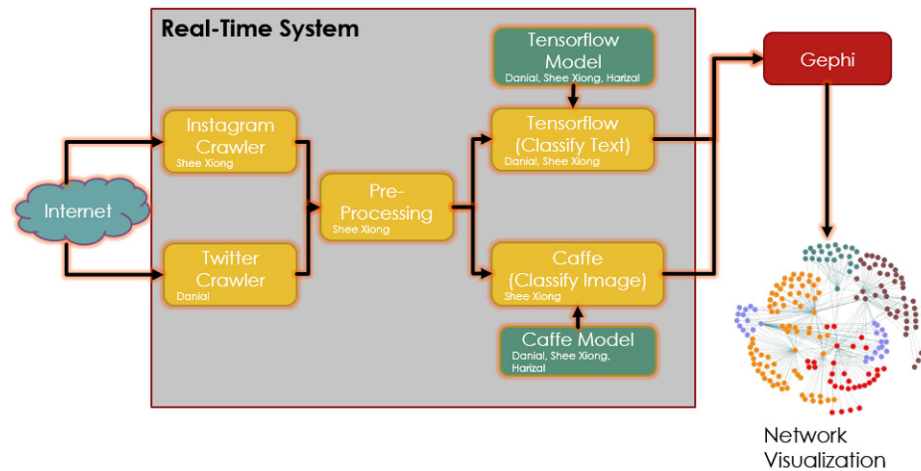 Real-Time System
Tensorflow
Model
Danial, Shee Xiong, Harizal
Gephi
Instagram
Crawler
Shee Xiong
Tensorflow
(Classify Text)
Danial, Shee Xiong
Internet
Pre-
Processing
Shee Xiong
Twitter
Crawler
Danial
Caffe
(Classify Image)
Shee Xiong
Caffe Model
Danial, Shee Xiong,
Harizal
Network
Visualization